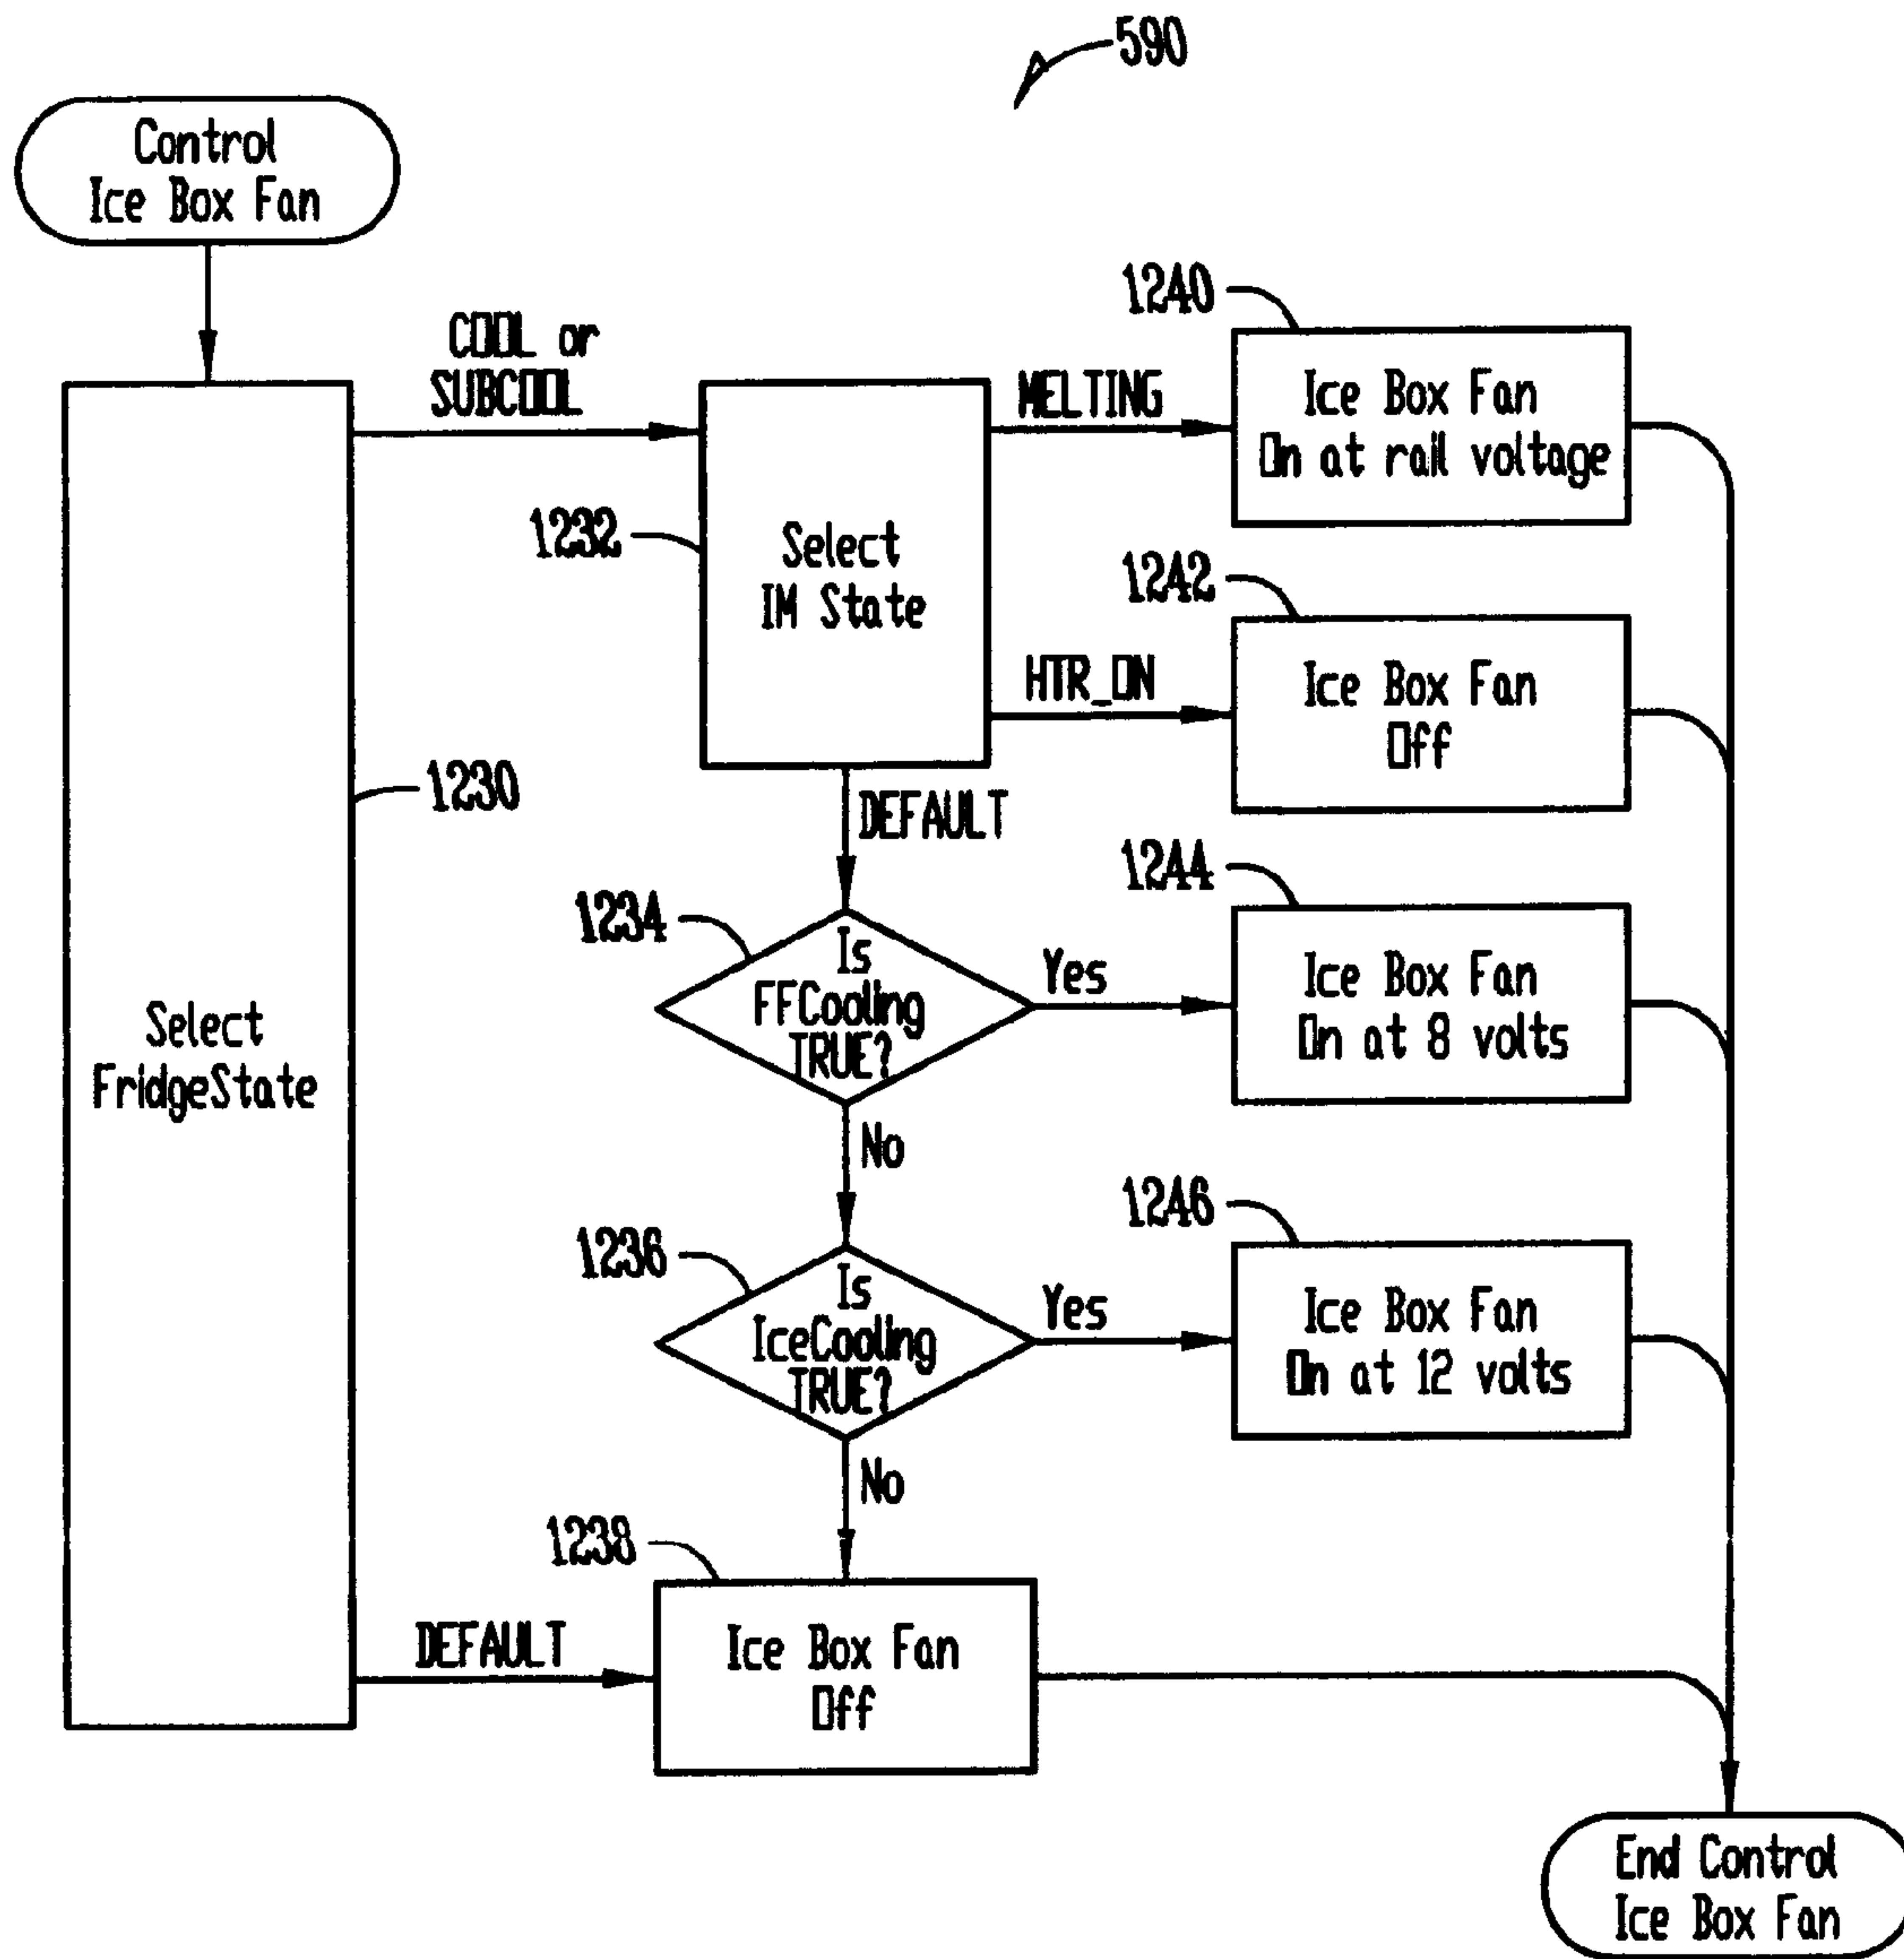 590
Control
Ice Box Fan
COOL or
SUBCOOL
1230
Select
FridgeState
1232
Select
IM State
MELTING
1240
Ice Box Fan
On at rail voltage
HTR_ON
1242
Ice Box Fan
Off
DEFAULT
1234
Is
FFCooling
TRUE?
Yes
1244
Ice Box Fan
On at 8 volts
No
1236
Is
IceCooling
TRUE?
Yes
1246
Ice Box Fan
On at 12 volts
No
DEFAULT
1238
Ice Box Fan
Off
End Control
Ice Box Fan